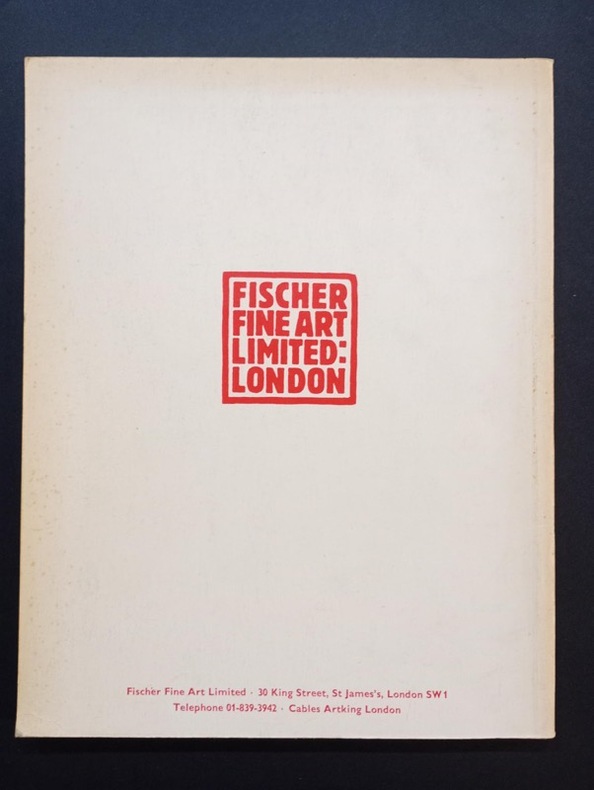 FISCHER
FINE ART
LIMITED:
LONDON
Fischer Fine Art Limited · 30 King Street, St James's, London SW1
Telephone 01-839-3942 · Cables Artking London